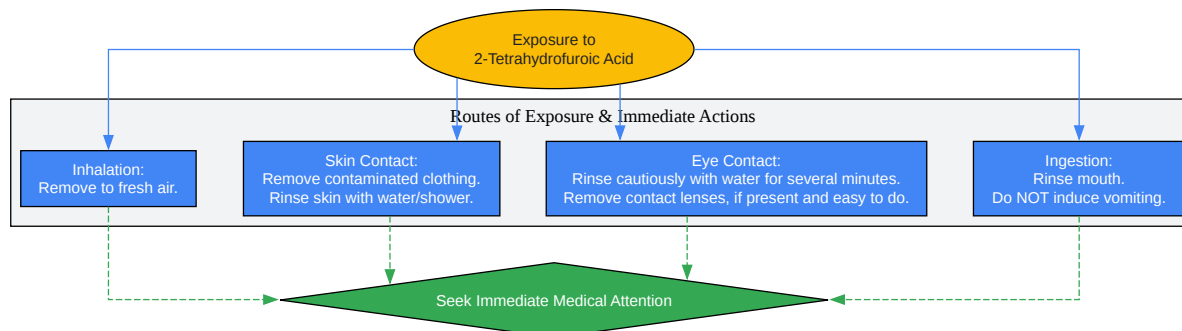 Exposure to
2-Tetrahydrofuroic Acid
Routes of Exposure & Immediate Actions
Inhalation:
Remove to fresh air.
Skin Contact:
Remove contaminated clothing.
Rinse skin with water/shower.
Eye Contact:
Rinse cautiously with water for several minutes.
Remove contact lenses, if present and easy to do.
Ingestion:
Rinse mouth.
Do NOT induce vomiting.
Seek Immediate Medical Attention